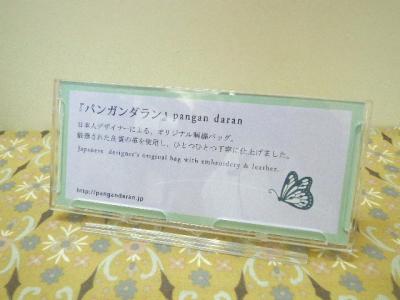 『パンガンダラン』pangan daran
日本人デザイナーによる、オリジナル刺繍バッグ。
厳選された良質の革を使用し、ひとつひとつ丁寧に仕上げました。
Japanese designer's original bag with embroidery & leather.
http://pangandaran.jp